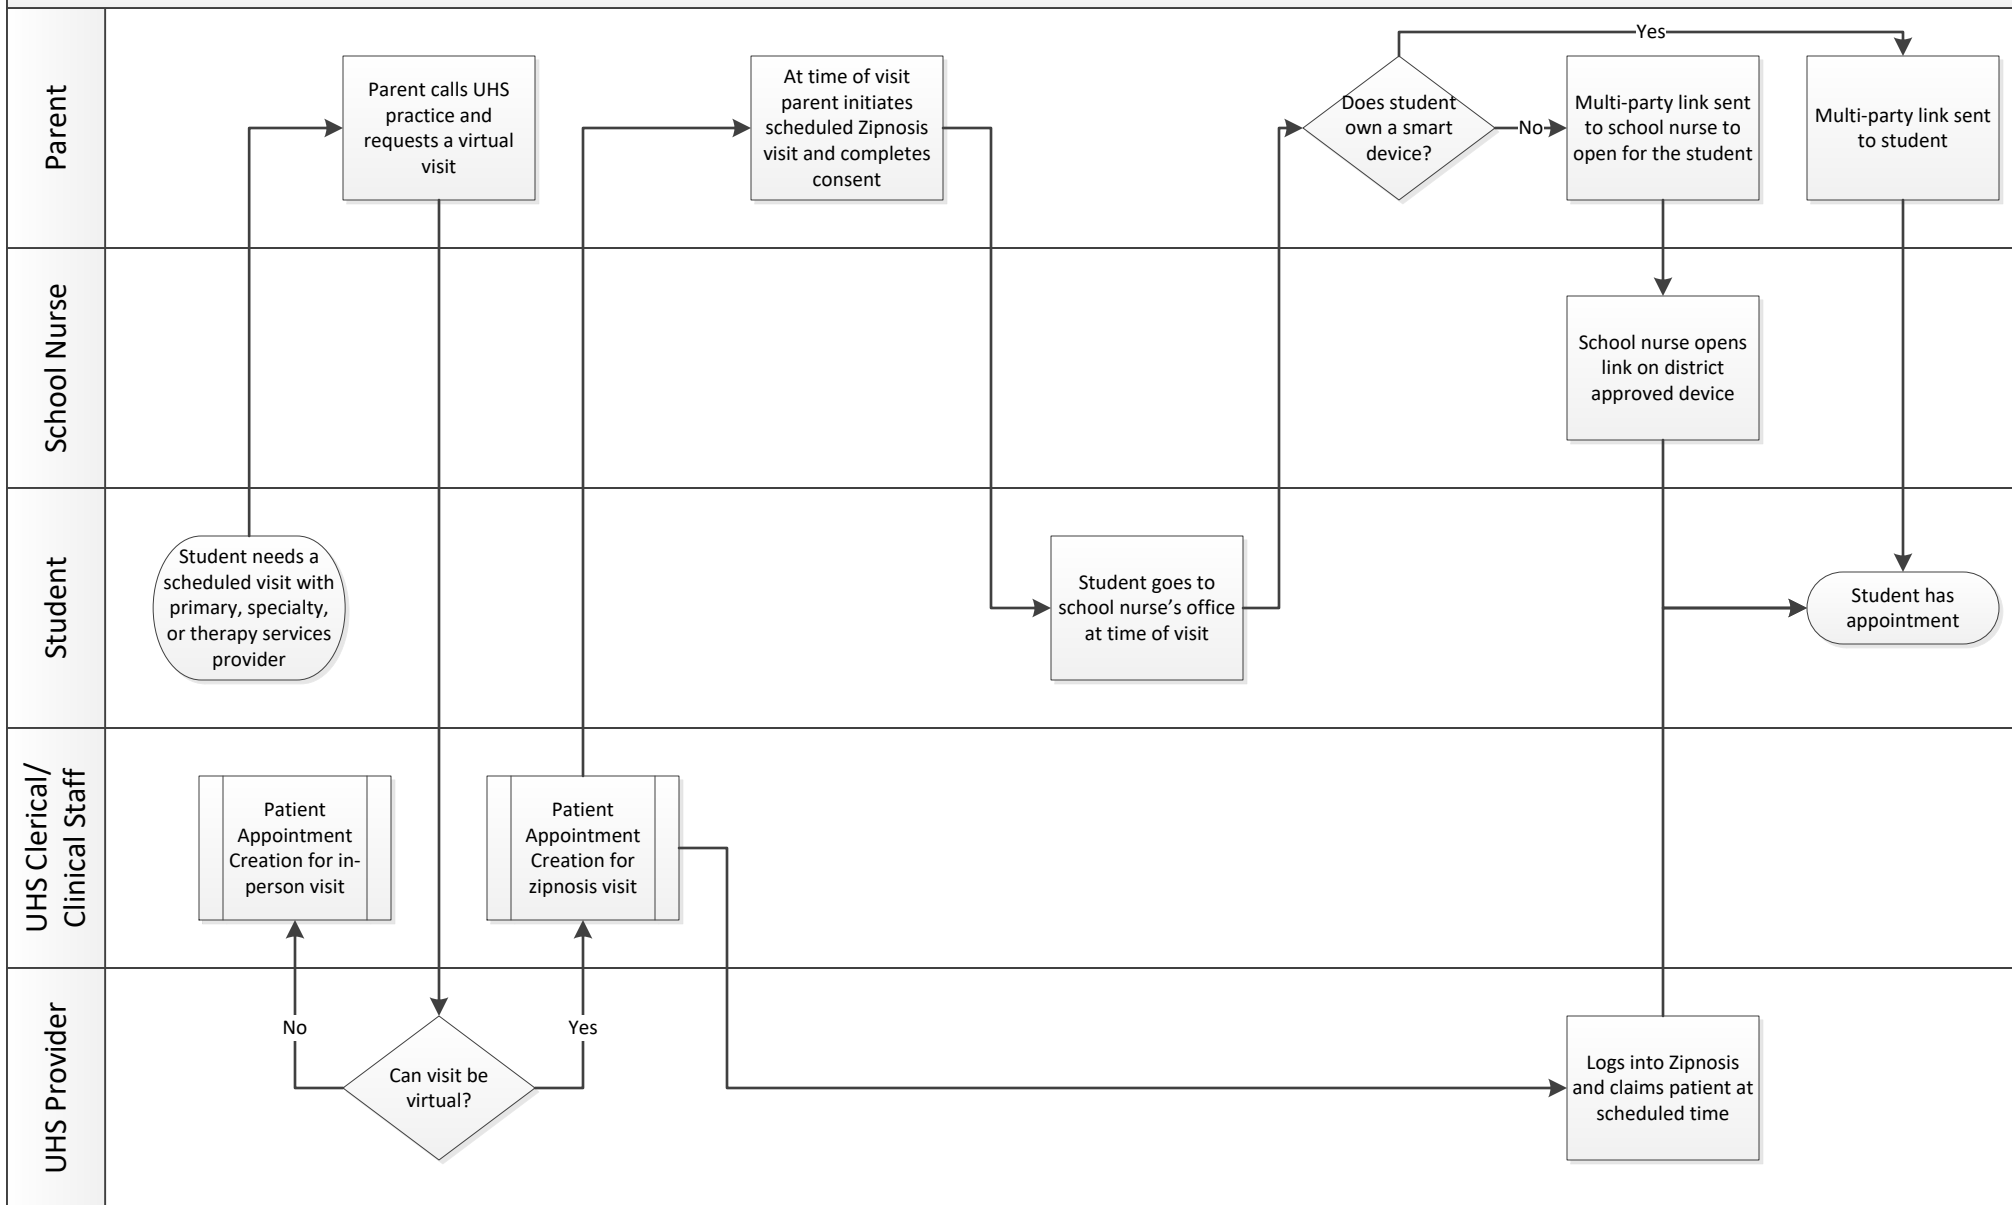 Parent
Parent calls UHS
practice and
requests a virtual
visit
At time of visit
parent initiates
scheduled Zipnosis
visit and completes
consent
Does student
own a smart
device?
Yes
No
Multi-party link sent
to school nurse to
open for the student
Multi-party link sent
to student
School Nurse
School nurse opens
link on district
approved device
Student
Student needs a
scheduled visit with
primary, specialty,
or therapy services
provider
Student goes to
school nurse’s office
at time of visit
Student has
appointment
UHS Clerical/
Clinical Staff
Patient
Appointment
Creation for in-
person visit
Patient
Appointment
Creation for
zipnosis visit
UHS Provider
No
Yes
Can visit be
virtual?
Logs into Zipnosis
and claims patient at
scheduled time